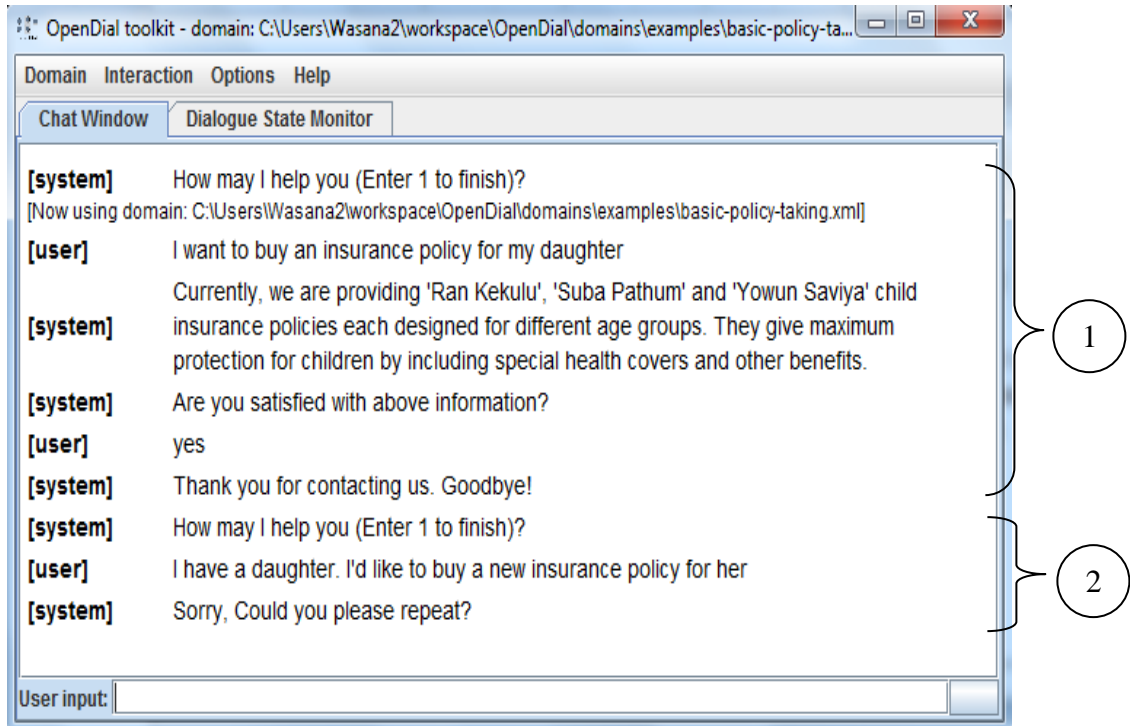 OpenDial toolkit - domain: C:\Users\Wasana2\workspace\OpenDial\domains\examples\basic-policy-ta...
Domain Interaction Options Help
Chat Window Dialogue State Monitor
[system] How may I help you (Enter 1 to finish)?
[Now using domain: C:\Users\Wasana2\workspace\OpenDial\domains\examples\basic-policy-taking.xml]
[user] I want to buy an insurance policy for my daughter
Currently, we are providing 'Ran Kekulu', 'Suba Pathum' and 'Yowun Saviya' child
[system] insurance policies each designed for different age groups. They give maximum
protection for children by including special health covers and other benefits.
[system] Are you satisfied with above information?
[user] yes
[system] Thank you for contacting us. Goodbye!
1
[system] How may I help you (Enter 1 to finish)?
[user] I have a daughter. I'd like to buy a new insurance policy for her
[system] Sorry, Could you please repeat?
2
User input: